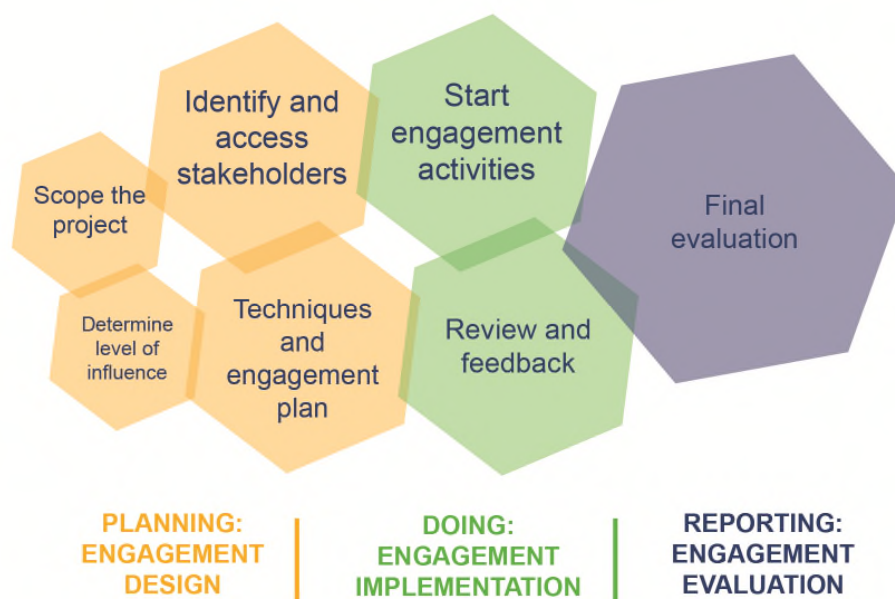 Scope the
project
Identify and
access
stakeholders
Determine
level of
influence
Techniques
and
engagement
plan
Start
engagement
activities
Review and
feedback
Final
evaluation
PLANNING:
ENGAGEMENT
DESIGN
DOING:
ENGAGEMENT
IMPLEMENTATION
REPORTING:
ENGAGEMENT
EVALUATION